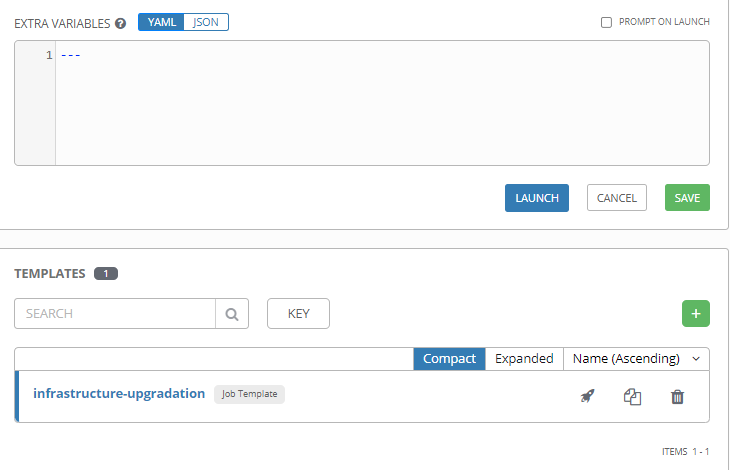 EXTRA VARIABLES ? YAML JSON PROMPT ON LAUNCH
1 ---
LAUNCH CANCEL SAVE
TEMPLATES 1
SEARCH KEY +
Compact Expanded Name (Ascending)
infrastructure-upgradation Job Template
ITEMS 1 - 1